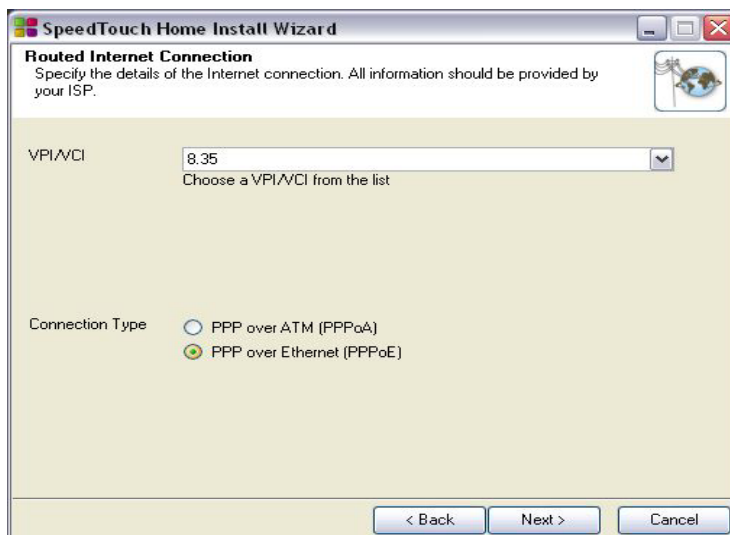 SpeedTouch Home Install Wizard
Routed Internet Connection
Specify the details of the Internet connection. All information should be provided by
your ISP.
VPI/VCI
8.35
Choose a VPI/VCI from the list
Connection Type
PPP over ATM (PPPoA)
PPP over Ethernet (PPPoE)
< Back
Next >
Cancel